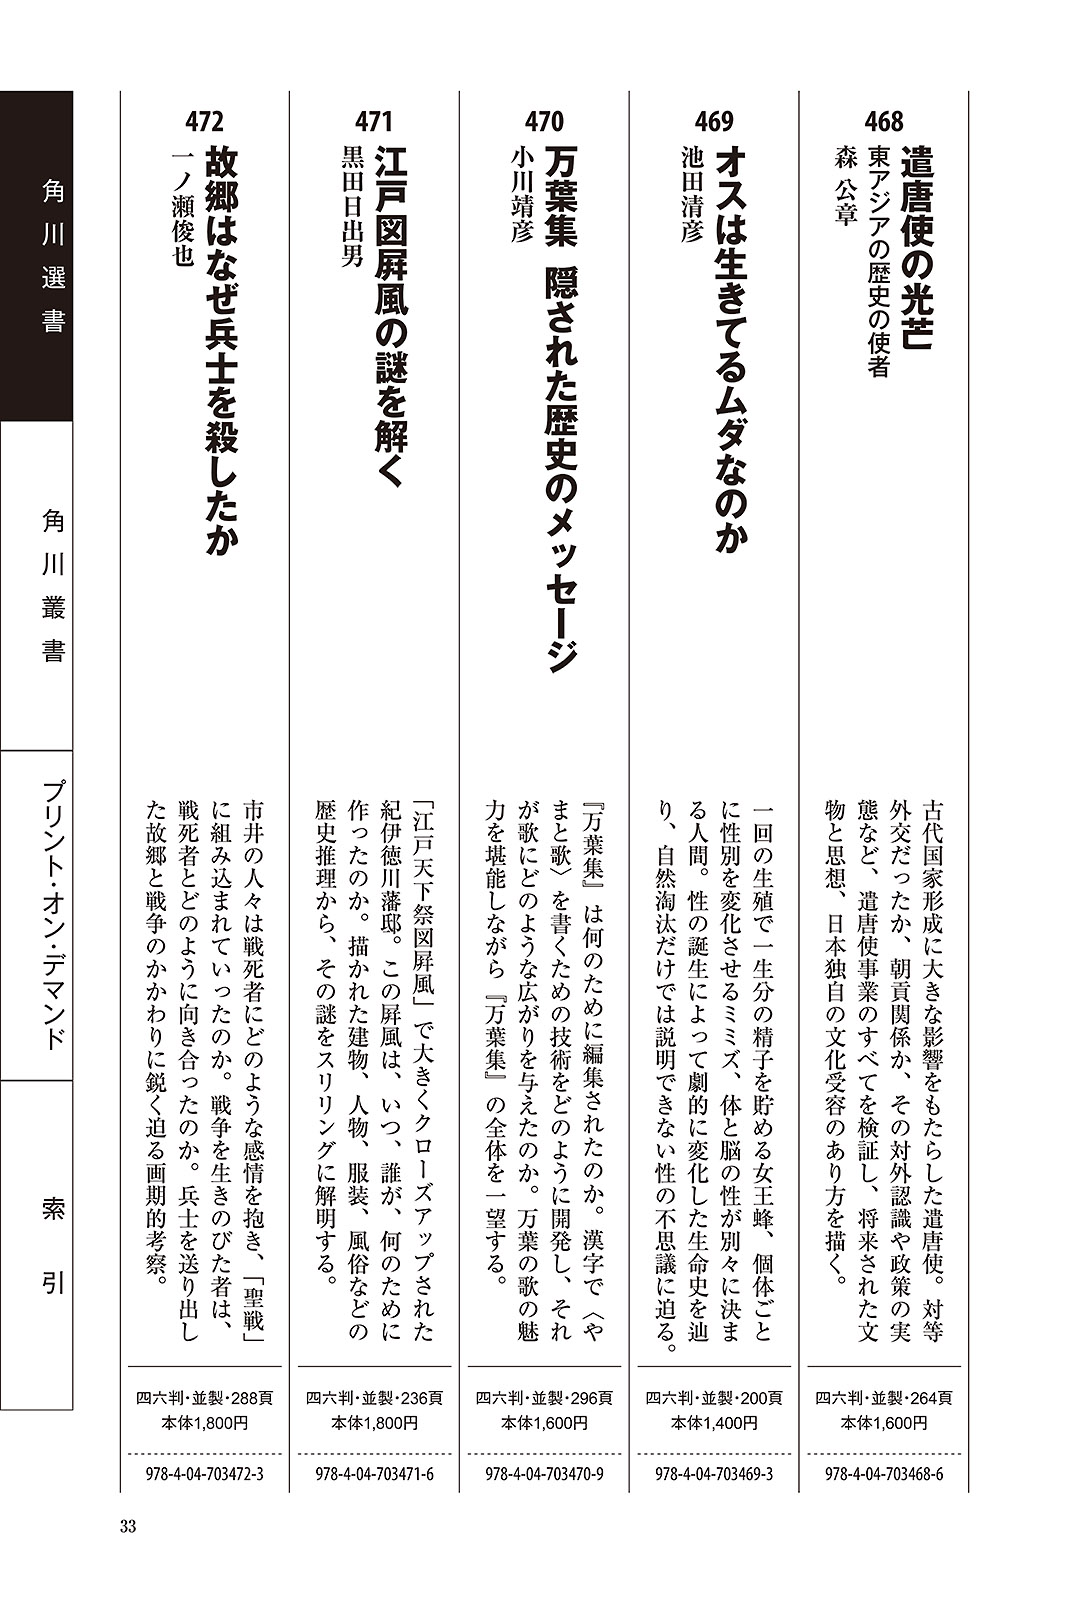 468
遣唐使の光芒
東アジアの歴史の使者
森 公章
古代国家形成に大きな影響をもたらした遣唐使。対等
外交だったか、朝貢関係か、その対外認識や政策の実
態など、遣唐使事業のすべてを検証し、将来された文
物と思想、日本独自の文化受容のあり方を描く。
四六判・並製・264頁
本体1,600円
978-4-04-703468-6
469
オスは生きてるムダなのか
池田清彦
一回の生殖で一生分の精子を貯める女王蜂、個体ごと
に性別を変化させるミミズ、体と脳の性が別々に決ま
る人間。性の誕生によって劇的に変化した生命史を辿
り、自然淘汰だけでは説明できない性の不思議に迫る。
四六判・並製・200頁
本体1,400円
978-4-04-703469-3
470
万葉集 隠された歴史のメッセージ
小川靖彦
『万葉集』は何のために編集されたのか。漢字で〈や
まと歌〉を書くための技術をどのように開発し、それ
が歌にどのような広がりを与えたのか。万葉の歌の魅
力を堪能しながら『万葉集』の全体を一望する。
四六判・並製・296頁
本体1,600円
978-4-04-703470-9
471
江戸図屛風の謎を解く
黒田日出男
「江戸天下祭図屛風」で大きくクローズアップされた
紀伊徳川藩邸。この屛風は、いつ、誰が、何のために
作ったのか。描かれた建物、人物、服装、風俗などの
歴史推理から、その謎をスリリングに解明する。
四六判・並製・236頁
本体1,800円
978-4-04-703471-6
472
故郷はなぜ兵士を殺したか
一ノ瀬俊也
市井の人々は戦死者にどのような感情を抱き、「聖戦」
に組み込まれていったのか。戦争を生きのびた者は、
戦死者とどのように向き合ったのか。兵士を送り出し
た故郷と戦争のかかわりに鋭く迫る画期的考察。
四六判・並製・288頁
本体1,800円
978-4-04-703472-3
角川選書
角川叢書
プリント・オン・デマンド
索引
33